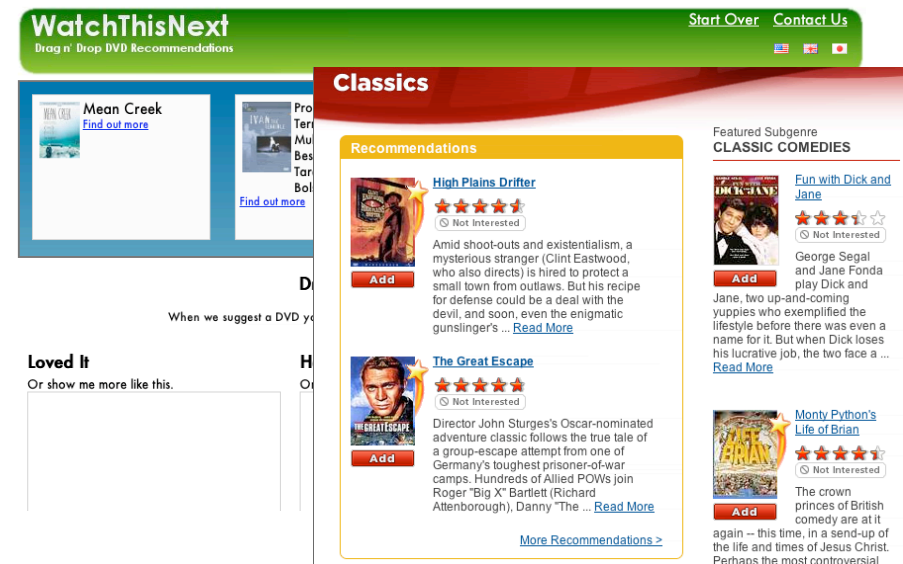 WatchThisNext
Drag n' Drop DVD Recommendations
Start Over Contact Us
Mean Creek
Find out more
Find out more
When we suggest a DVD
Loved It
Or show me more like this.
Classics
Recommendations
High Plains Drifter
Not Interested
Add
Amid shoot-outs and existentialism, a
mysterious stranger (Clint Eastwood,
who also directs) is hired to protect a
small town from outlaws. But his recipe
for defense could be a deal with the
devil, and soon, even the enigmatic
gunslinger's ... Read More
The Great Escape
Not Interested
THE GREAT ESCAPE
Add
Director John Sturges's Oscar-nominated
adventure classic follows the true tale of
a group-escape attempt from one of
Germany's toughest prisoner-of-war
camps. Hundreds of Allied POWs join
Roger "Big X" Bartlett (Richard
Attenborough), Danny "The ... Read More
More Recommendations >
Featured Subgenre
CLASSIC COMEDIES
Fun with Dick and
Jane
Not Interested
Add
George Segal
and Jane Fonda
play Dick and
Jane, two up-and-coming
yuppies who exemplified the
lifestyle before there was even a
name for it. But when Dick loses
his lucrative job, the two face a ...
Read More
Monty Python's
Life of Brian
Not Interested
LIFE OF BRIAN
Add
The crown
princes of British
comedy are at it
again -- this time, in a send-up of
the life and times of Jesus Christ.
Perhaps the most controversial